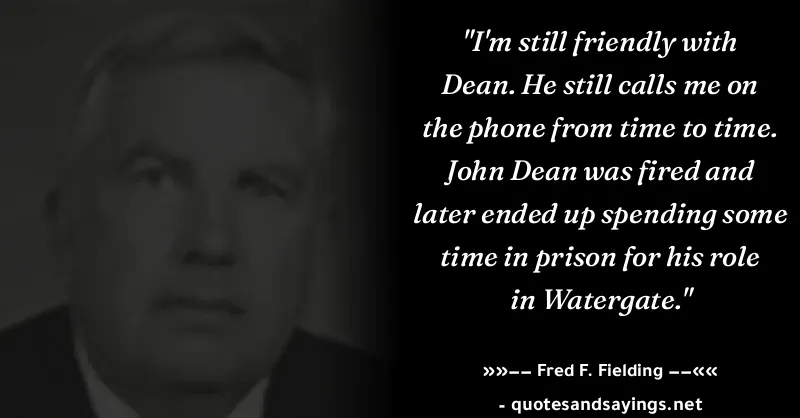 "I'm still friendly with
Dean. He still calls me on
the phone from time to time.
John Dean was fired and
later ended up spending some
time in prison for his role
in Watergate."
»»−− Fred F. Fielding −−««
- quotesandsayings.net